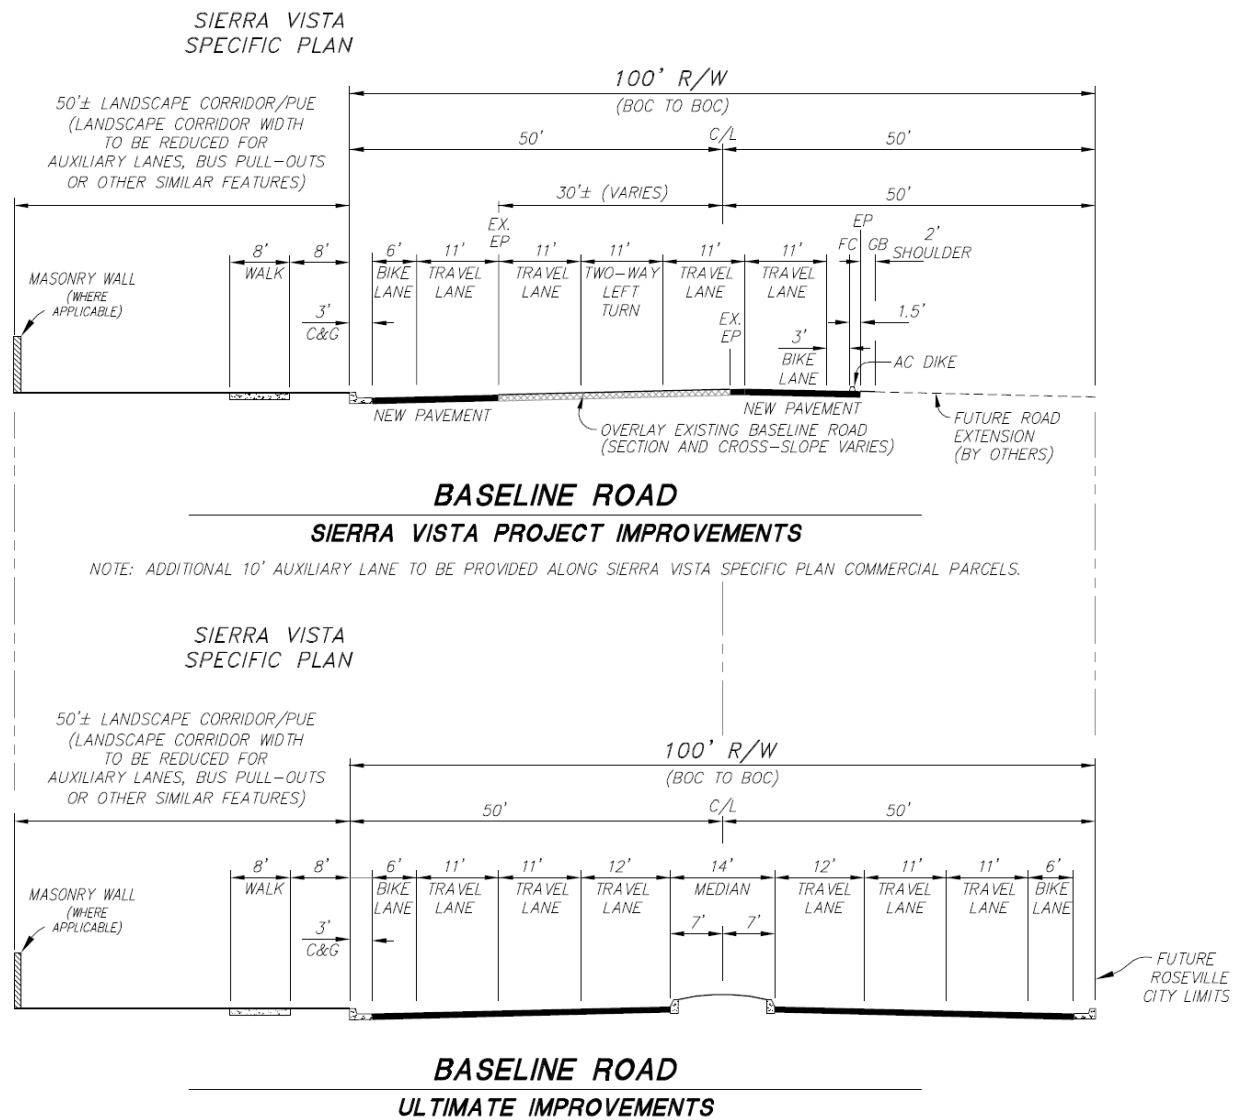 SIERRA VISTA
SPECIFIC PLAN
100' R/W
(BOC TO BOC)
50'± LANDSCAPE CORRIDOR/PUE
(LANDSCAPE CORRIDOR WIDTH
TO BE REDUCED FOR
AUXILIARY LANES, BUS PULL-OUTS
OR OTHER SIMILAR FEATURES)
50'
C/L
50'
30'± (VARIES)
50'
EX.
EP
EP
FC
GB
2'
SHOULDER
8'
WALK
8'
6'
BIKE
LANE
11'
TRAVEL
LANE
11'
TRAVEL
LANE
11'
TWO-WAY
LEFT
TURN
11'
TRAVEL
LANE
11'
TRAVEL
LANE
MASONRY WALL
(WHERE
APPLICABLE)
3'
C&G
EX.
EP
1.5'
3'
BIKE
LANE
AC DIKE
NEW PAVEMENT
NEW PAVEMENT
OVERLAY EXISTING BASELINE ROAD
(SECTION AND CROSS-SLOPE VARIES)
FUTURE ROAD
EXTENSION
(BY OTHERS)
BASELINE ROAD
SIERRA VISTA PROJECT IMPROVEMENTS
NOTE: ADDITIONAL 10' AUXILIARY LANE TO BE PROVIDED ALONG SIERRA VISTA SPECIFIC PLAN COMMERCIAL PARCELS.
SIERRA VISTA
SPECIFIC PLAN
50'± LANDSCAPE CORRIDOR/PUE
(LANDSCAPE CORRIDOR WIDTH
TO BE REDUCED FOR
AUXILIARY LANES, BUS PULL-OUTS
OR OTHER SIMILAR FEATURES)
100' R/W
(BOC TO BOC)
50'
C/L
50'
8'
WALK
8'
6'
BIKE
LANE
11'
TRAVEL
LANE
11'
TRAVEL
LANE
12'
TRAVEL
LANE
14'
MEDIAN
12'
TRAVEL
LANE
11'
TRAVEL
LANE
11'
TRAVEL
LANE
6'
BIKE
LANE
MASONRY WALL
(WHERE
APPLICABLE)
3'
C&G
7'
7'
FUTURE
ROSEVILLE
CITY LIMITS
BASELINE ROAD
ULTIMATE IMPROVEMENTS